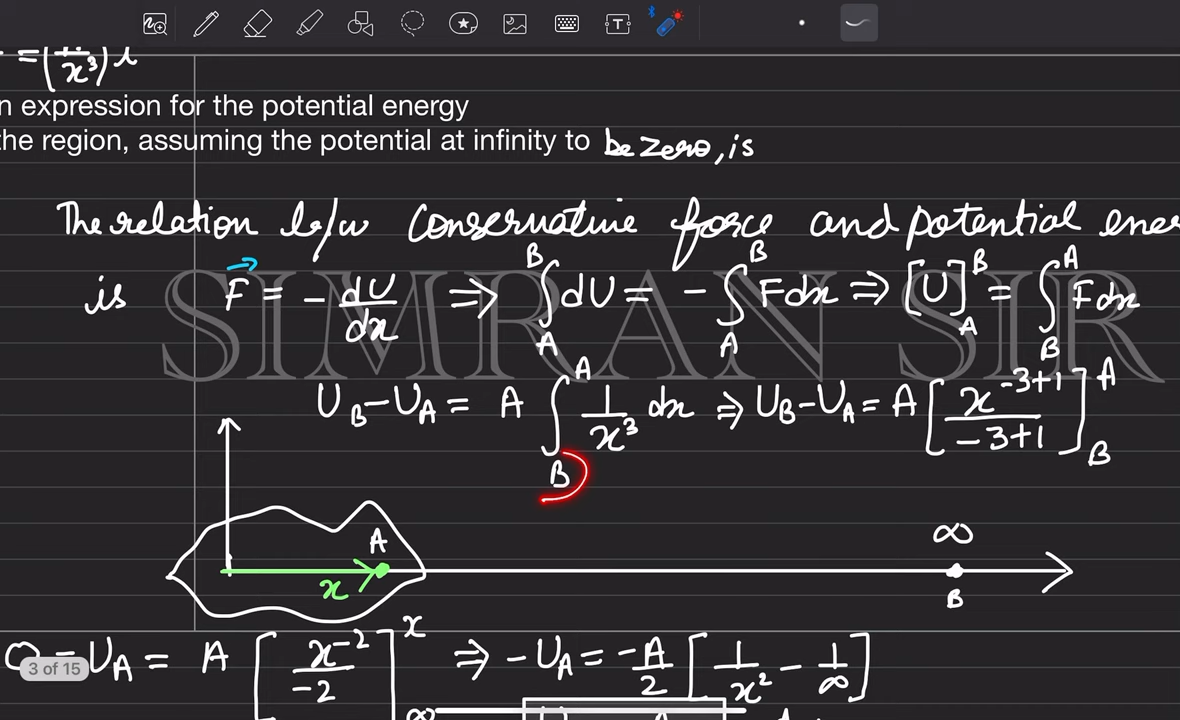 = (A/x³) i
n expression for the potential energy
the region, assuming the potential at infinity to be zero, is
The relation b/w conservative force and potential ener
is F⃗ = - dU/dx ⇒ ∫_A^B dU = - ∫_A^B Fdx ⇒ [U]_A^B = ∫_B^A Fdx
SIMRAN SIR
U_B - U_A = A ∫_B^A 1/x³ dx ⇒ U_B - U_A = A [x^(-3+1)/(-3+1)]_B^A
A
∞
x
B
0 - U_A = A [x^-2/-2]_∞^x ⇒ -U_A = -A/2 [1/x² - 1/∞]
3 of 15